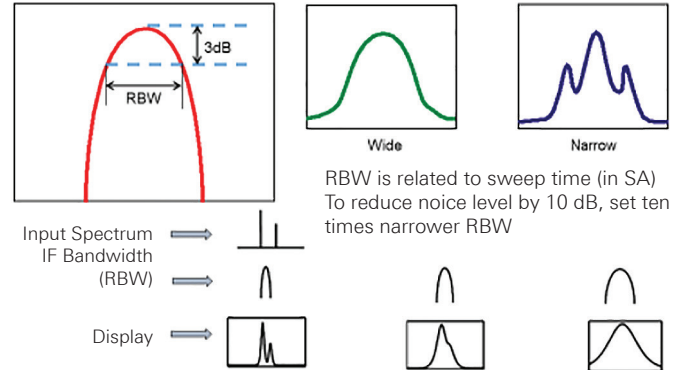 3dB
RBW
Wide
Narrow
RBW is related to sweep time (in SA)
To reduce noice level by 10 dB, set ten
times narrower RBW
Input Spectrum
IF Bandwidth
(RBW)
Display